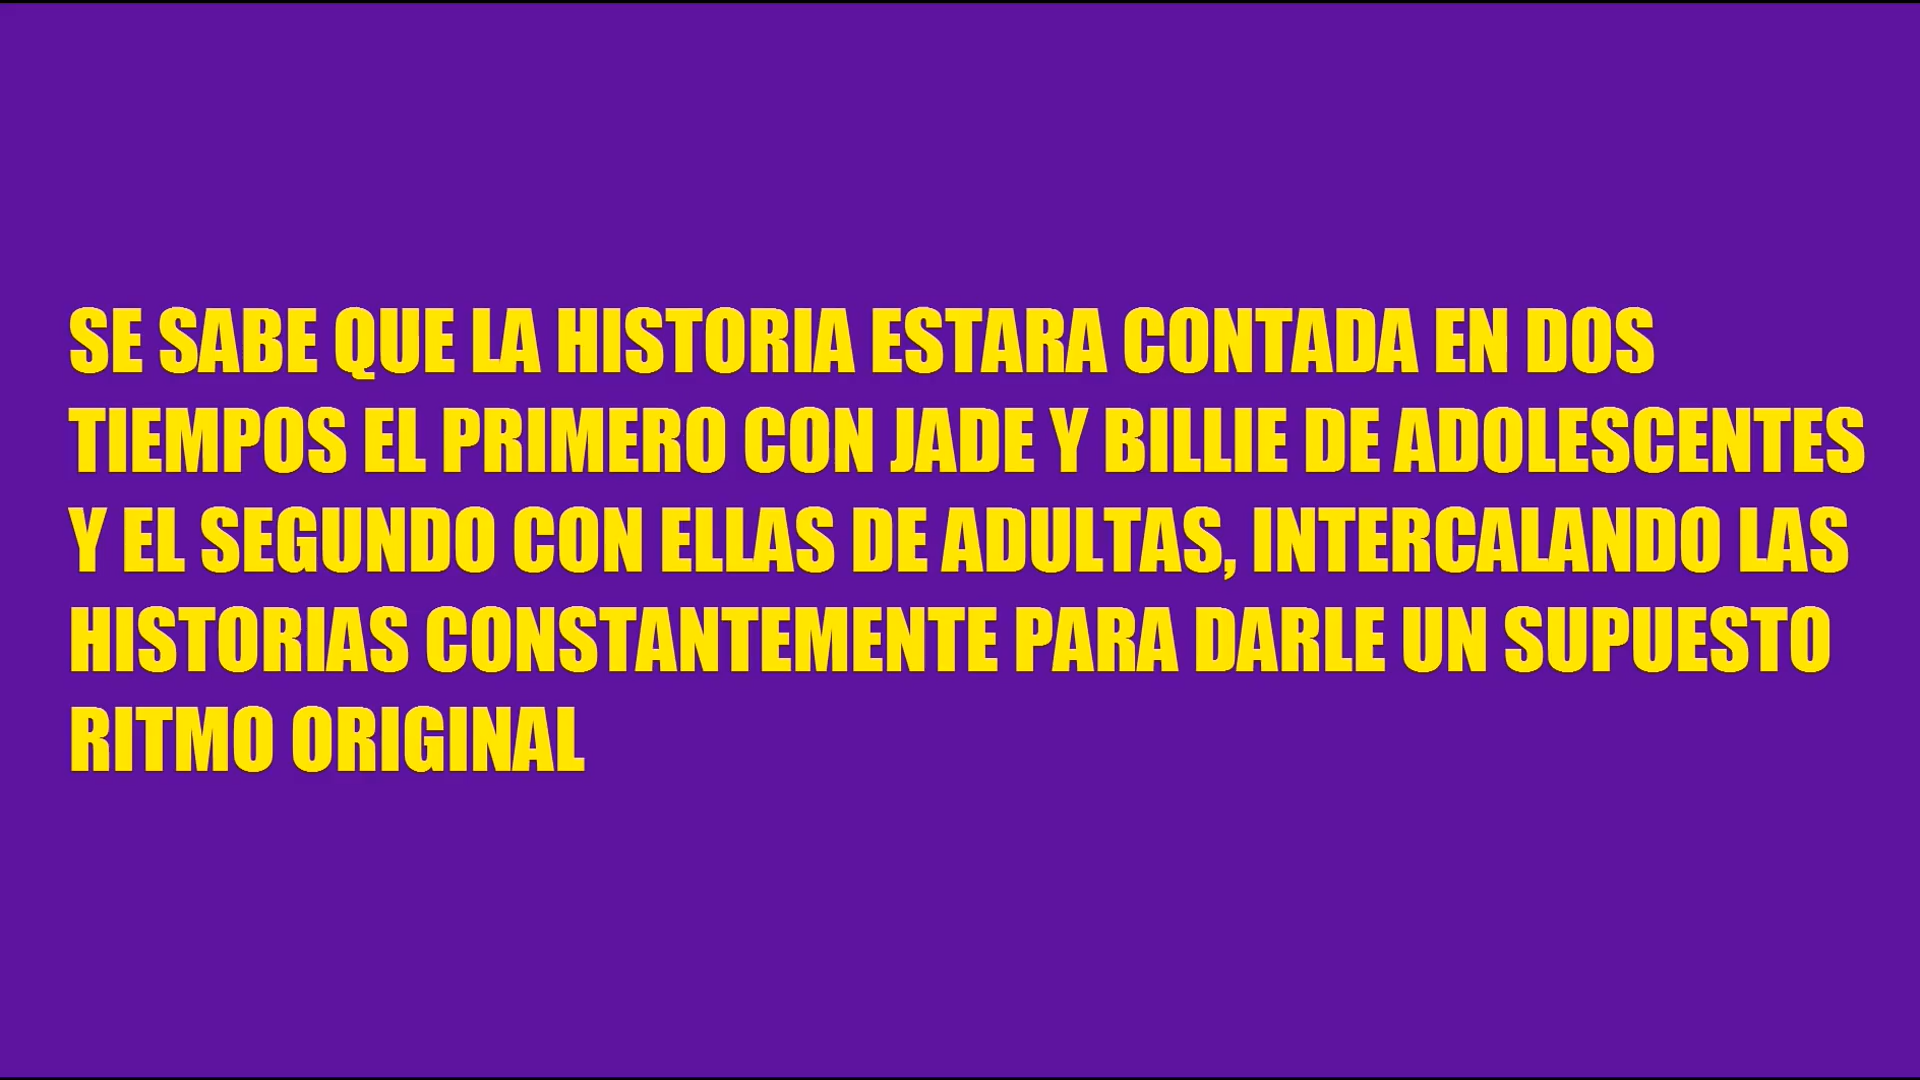 SE SABE QUE LA HISTORIA ESTARA CONTADA EN DOS
TIEMPOS EL PRIMERO CON JADE Y BILLIE DE ADOLESCENTES
Y EL SEGUNDO CON ELLAS DE ADULTAS, INTERCALANDO LAS
HISTORIAS CONSTANTEMENTE PARA DARLE UN SUPUESTO
RITMO ORIGINAL